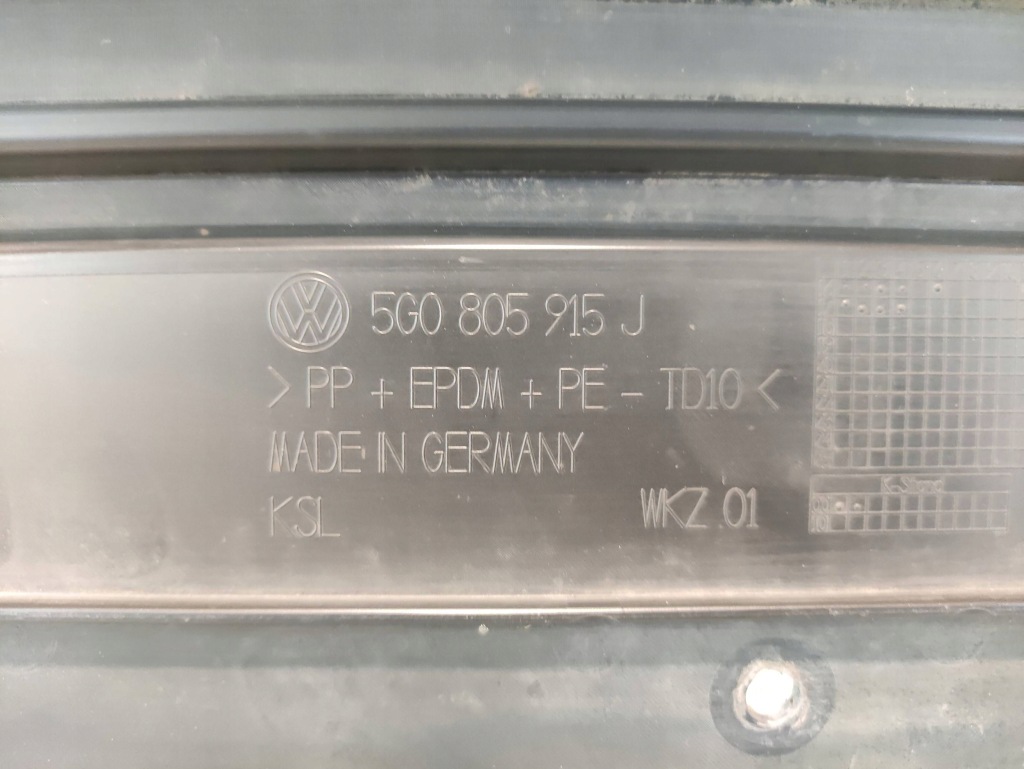 5G0 805 915 J
> PP + EPDM + PE - TD10 <
MADE IN GERMANY
KSL WKZ 01